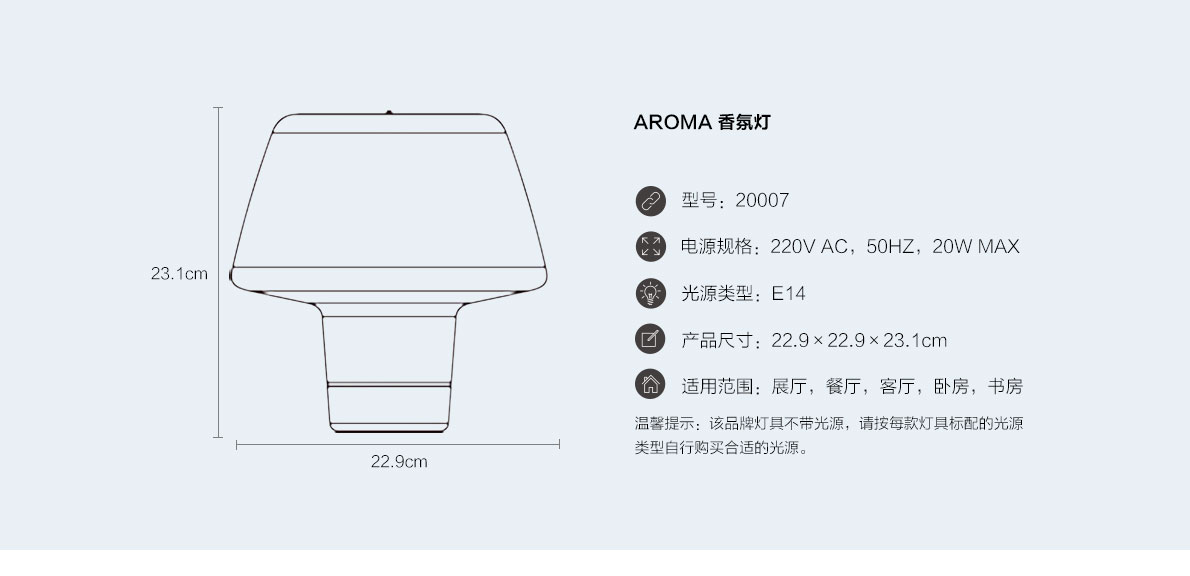 AROMA 香氛灯
型号：20007
电源规格：220V AC，50HZ，20W MAX
光源类型：E14
产品尺寸：22.9×22.9×23.1cm
适用范围：展厅，餐厅，客厅，卧房，书房
温馨提示：该品牌灯具不带光源，请按每款灯具标配的光源
类型自行购买合适的光源。
23.1cm
22.9cm